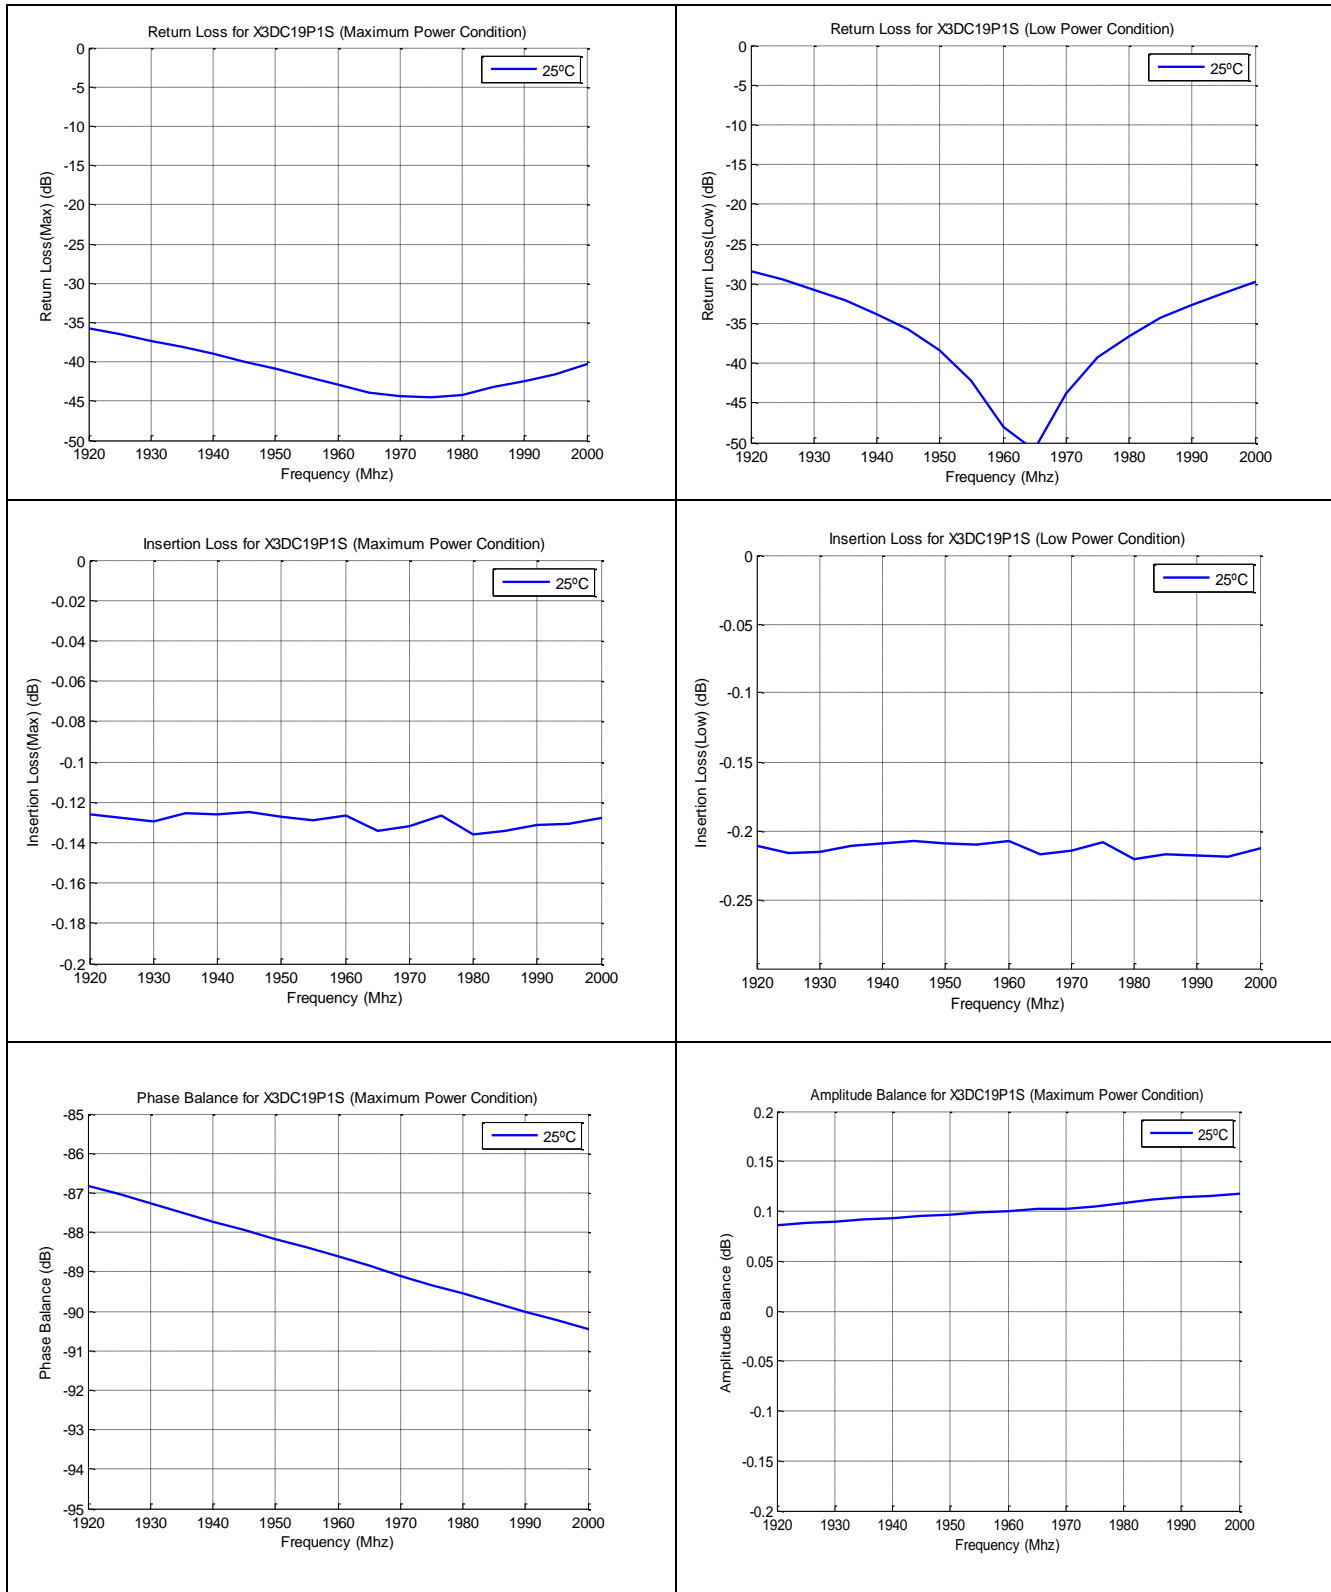 Return Loss for X3DC19P1S (Maximum Power Condition)
25ºC
Return Loss(Max) (dB)
0
-5
-10
-15
-20
-25
-30
-35
-40
-45
-50
1920 1930 1940 1950 1960 1970 1980 1990 2000
Frequency (Mhz)
Return Loss for X3DC19P1S (Low Power Condition)
25ºC
Return Loss(Low) (dB)
0
-5
-10
-15
-20
-25
-30
-35
-40
-45
-50
1920 1930 1940 1950 1960 1970 1980 1990 2000
Frequency (Mhz)
Insertion Loss for X3DC19P1S (Maximum Power Condition)
25ºC
Insertion Loss(Max) (dB)
0
-0.02
-0.04
-0.06
-0.08
-0.1
-0.12
-0.14
-0.16
-0.18
-0.2
1920 1930 1940 1950 1960 1970 1980 1990 2000
Frequency (Mhz)
Insertion Loss for X3DC19P1S (Low Power Condition)
25ºC
Insertion Loss(Low) (dB)
0
-0.05
-0.1
-0.15
-0.2
-0.25
1920 1930 1940 1950 1960 1970 1980 1990 2000
Frequency (Mhz)
Phase Balance for X3DC19P1S (Maximum Power Condition)
25ºC
Phase Balance (dB)
-85
-86
-87
-88
-89
-90
-91
-92
-93
-94
-95
1920 1930 1940 1950 1960 1970 1980 1990 2000
Frequency (Mhz)
Amplitude Balance for X3DC19P1S (Maximum Power Condition)
25ºC
Amplitude Balance (dB)
0.2
0.15
0.1
0.05
0
-0.05
-0.1
-0.15
-0.2
1920 1930 1940 1950 1960 1970 1980 1990 2000
Frequency (Mhz)